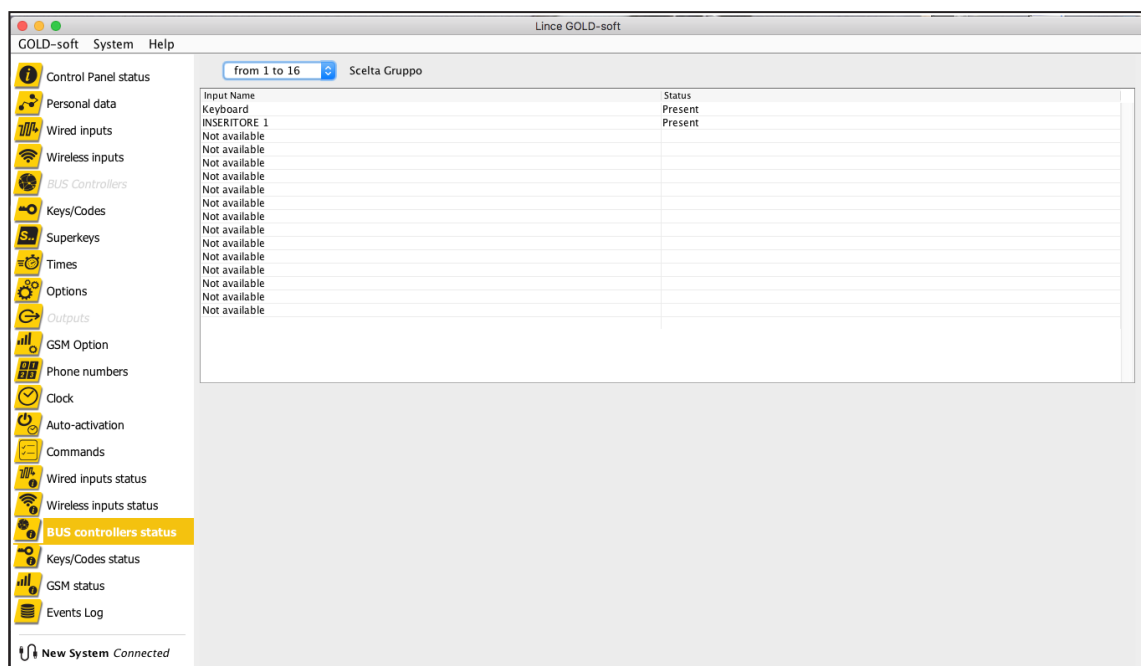 Lince GOLD-soft
GOLD-soft System Help
Control Panel status
Personal data
Wired inputs
Wireless inputs
BUS Controllers
Keys/Codes
Superkeys
Times
Options
Outputs
GSM Option
Phone numbers
Clock
Auto-activation
Commands
Wired inputs status
Wireless inputs status
BUS controllers status
Keys/Codes status
GSM status
Events Log
New System Connected
from 1 to 16 Scelta Gruppo
Input Name Status
Keyboard Present
INSERITORE 1 Present
Not available
Not available
Not available
Not available
Not available
Not available
Not available
Not available
Not available
Not available
Not available
Not available
Not available
Not available